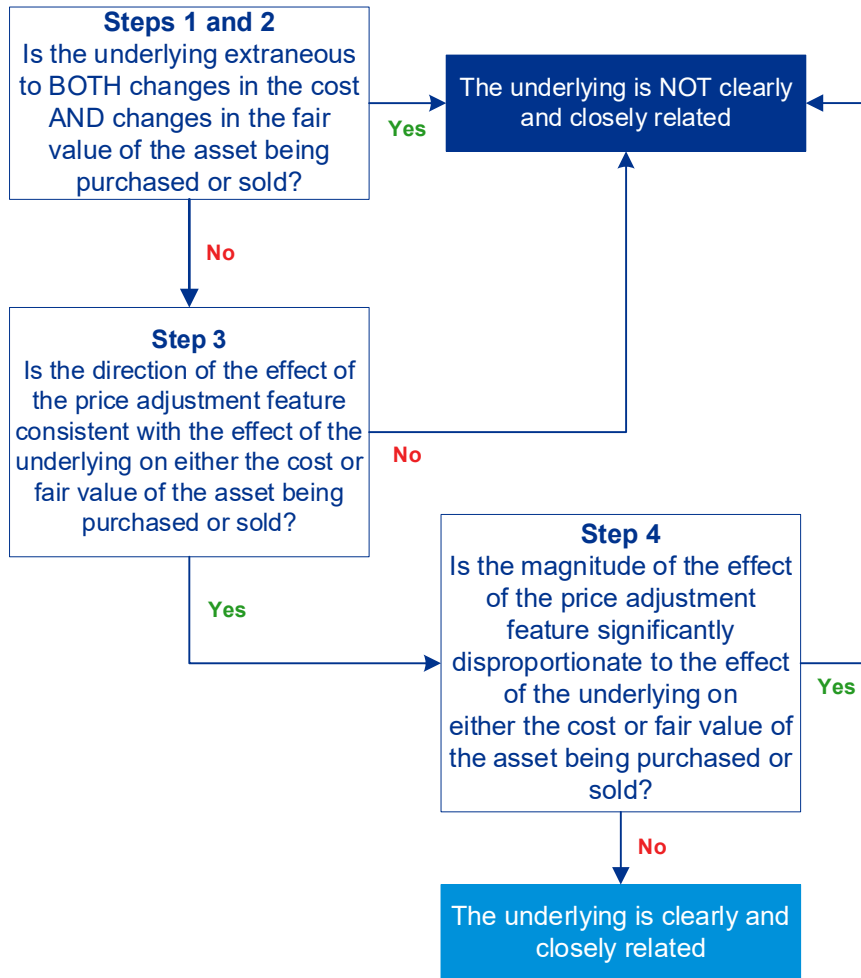 Steps 1 and 2
Is the underlying extraneous
to BOTH changes in the cost
AND changes in the fair
value of the asset being
purchased or sold?
Yes
The underlying is NOT clearly
and closely related
No
Step 3
Is the direction of the effect of
the price adjustment feature
consistent with the effect of the
underlying on either the cost or
fair value of the asset being
purchased or sold?
No
Yes
Step 4
Is the magnitude of the effect
of the price adjustment
feature significantly
disproportionate to the effect
of the underlying on
either the cost or fair value of
the asset being purchased or
sold?
Yes
No
The underlying is clearly and
closely related